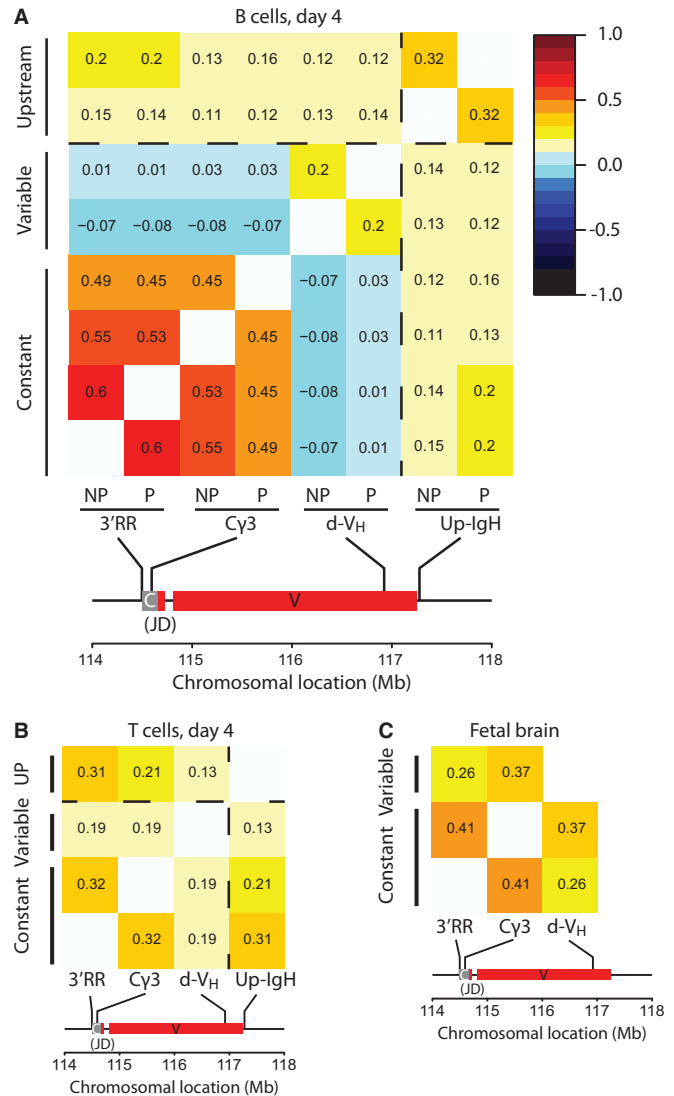 A
B cells, day 4
Upstream
0.2 0.2 0.13 0.16 0.12 0.12 0.32
0.15 0.14 0.11 0.12 0.13 0.14 0.32
Variable
0.01 0.01 0.03 0.03 0.2 0.14 0.12
−0.07 −0.08 −0.08 −0.07 0.2 0.13 0.12
Constant
0.49 0.45 0.45 −0.07 0.03 0.12 0.16
0.55 0.53 0.45 −0.08 0.03 0.11 0.13
0.6 0.53 0.45 −0.08 0.01 0.14 0.2
0.6 0.55 0.49 −0.07 0.01 0.15 0.2
1.0
0.5
0.0
-0.5
-1.0
NP P NP P NP P NP P
3'RR Cγ3 d-VH Up-IgH
C V
(JD)
114 115 116 117 118
Chromosomal location (Mb)
B
T cells, day 4
UP
0.31 0.21 0.13
Variable
0.19 0.19 0.13
Constant
0.32 0.19 0.21
0.32 0.19 0.31
3'RR Cγ3 d-VH Up-IgH
C V
(JD)
114 115 116 117 118
Chromosomal location (Mb)
C
Fetal brain
Variable
0.26 0.37
Constant
0.41 0.37
0.41 0.26
3'RR Cγ3 d-VH
C V
(JD)
114 115 116 117 118
Chromosomal location (Mb)